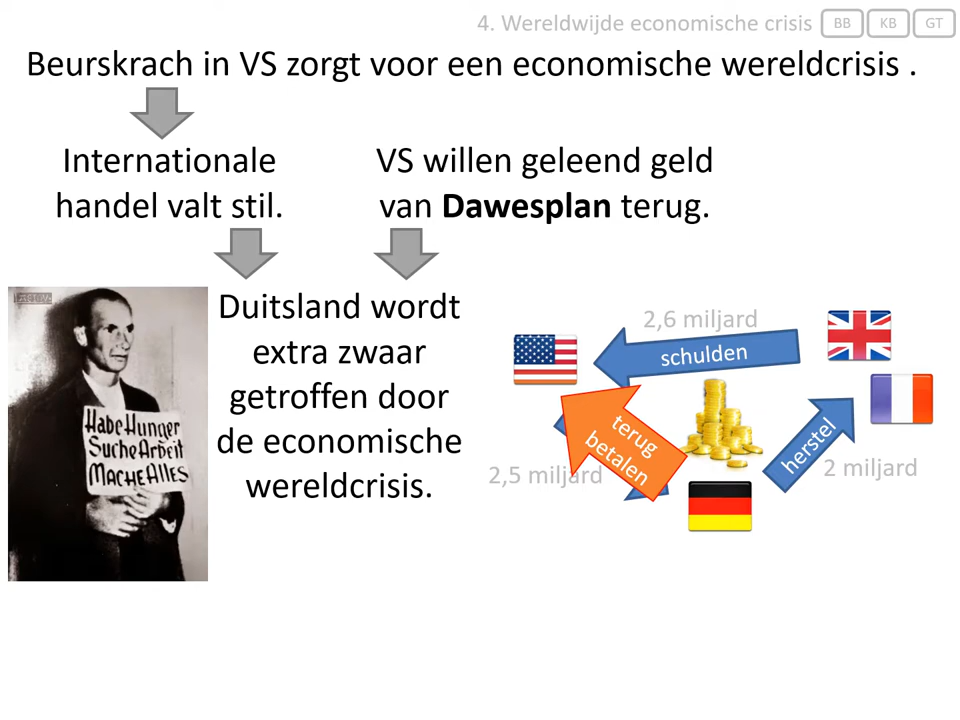 4. Wereldwijde economische crisis BB KB GT
Beurskrach in VS zorgt voor een economische wereldcrisis .
Internationale
handel valt stil.
VS willen geleend geld
van Dawesplan terug.
Duitsland wordt
extra zwaar
getroffen door
de economische
wereldcrisis.
Habe Hunger
Suche Arbeit
MACHE ALLES
2,6 miljard
schulden
terug
betalen
2,5 miljard
herstel
2 miljard